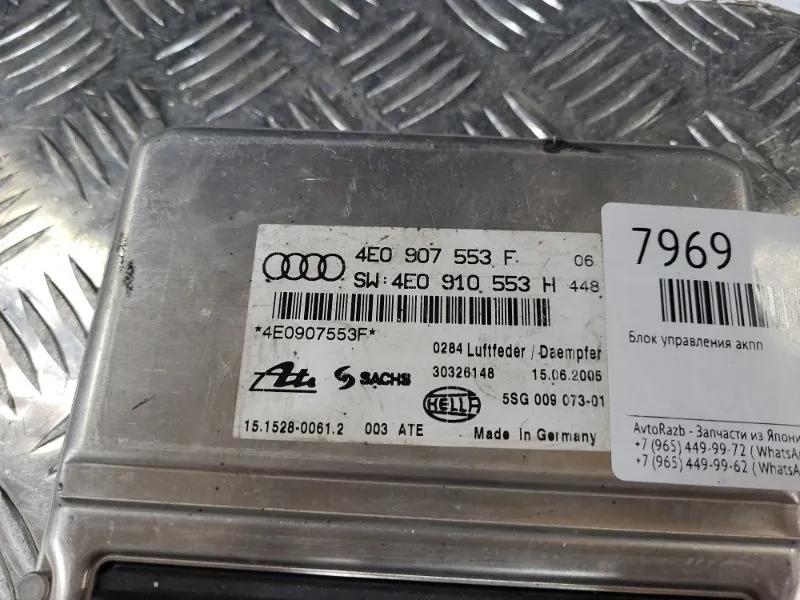 4E0 907 553 F 06
SW: 4E0 910 553 H 448
*4E0907553F*
0284 Luftfeder / Daempfer
30326148 15.06.2005
Ate SACHS HELLA 5SG 009 073-01
15.1528-0061.2 003 ATE Made in Germany
7969
Блок управления акпп
AvtoRazb - Запчасти из Япони
+7 (965) 449-99-72 ( WhatsA
+7 (965) 449-99-62 ( WhatsA